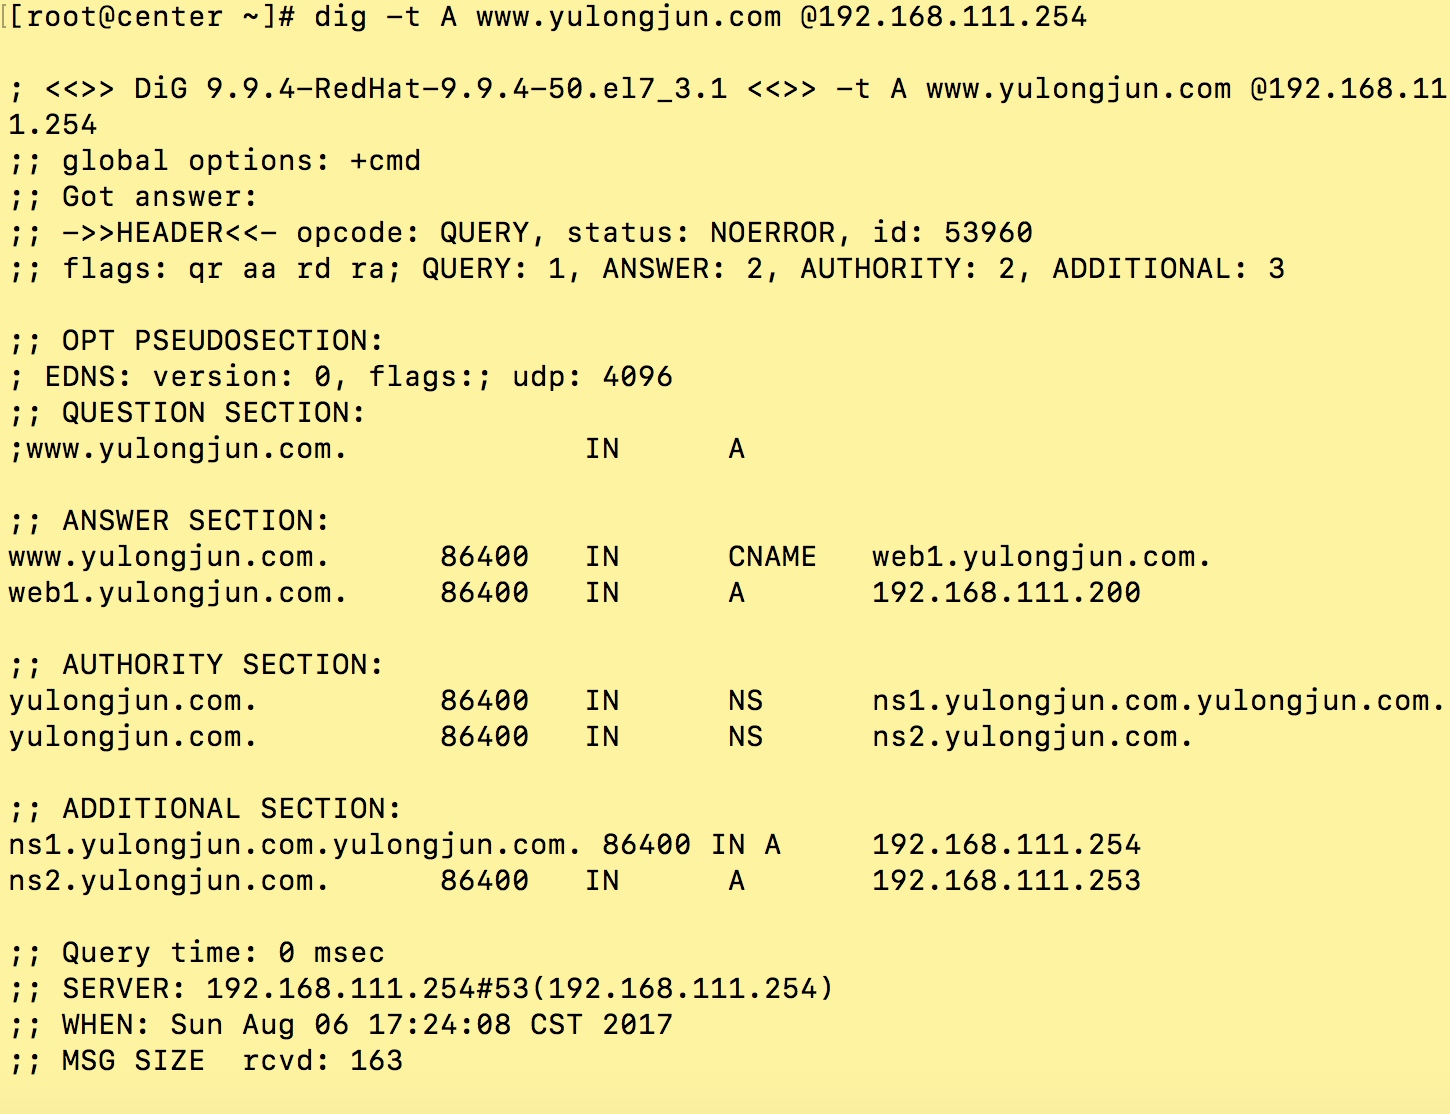 [[root@center ~]# dig -t A www.yulongjun.com @192.168.111.254
; <<>> DiG 9.9.4-RedHat-9.9.4-50.el7_3.1 <<>> -t A www.yulongjun.com @192.168.11
1.254
;; global options: +cmd
;; Got answer:
;; ->>HEADER<<- opcode: QUERY, status: NOERROR, id: 53960
;; flags: qr aa rd ra; QUERY: 1, ANSWER: 2, AUTHORITY: 2, ADDITIONAL: 3
;; OPT PSEUDOSECTION:
; EDNS: version: 0, flags:; udp: 4096
;; QUESTION SECTION:
;www.yulongjun.com. IN A
;; ANSWER SECTION:
www.yulongjun.com. 86400 IN CNAME web1.yulongjun.com.
web1.yulongjun.com. 86400 IN A 192.168.111.200
;; AUTHORITY SECTION:
yulongjun.com. 86400 IN NS ns1.yulongjun.com.yulongjun.com.
yulongjun.com. 86400 IN NS ns2.yulongjun.com.
;; ADDITIONAL SECTION:
ns1.yulongjun.com.yulongjun.com. 86400 IN A 192.168.111.254
ns2.yulongjun.com. 86400 IN A 192.168.111.253
;; Query time: 0 msec
;; SERVER: 192.168.111.254#53(192.168.111.254)
;; WHEN: Sun Aug 06 17:24:08 CST 2017
;; MSG SIZE  rcvd: 163